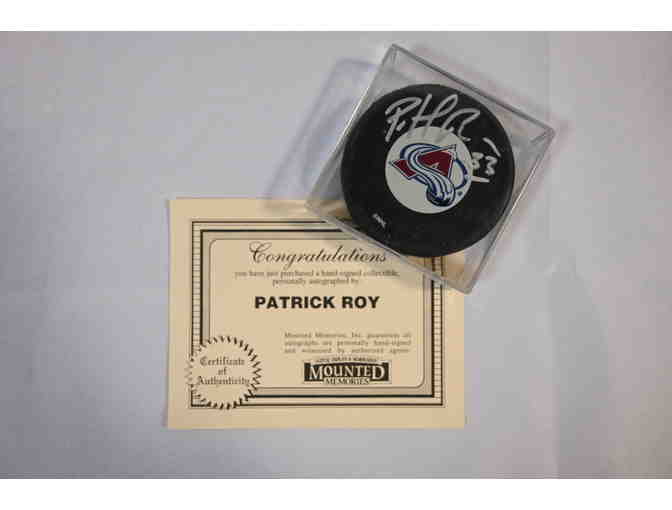 33
Congratulations
you have just purchased a hand-signed collectible,
personally autographed by:
PATRICK ROY
Mounted Memories, Inc. guarantees all
autographs are personally hand-signed
and witnessed by authorized agents
Certificate
of
Authenticity
MOUNTED
MEMORIES